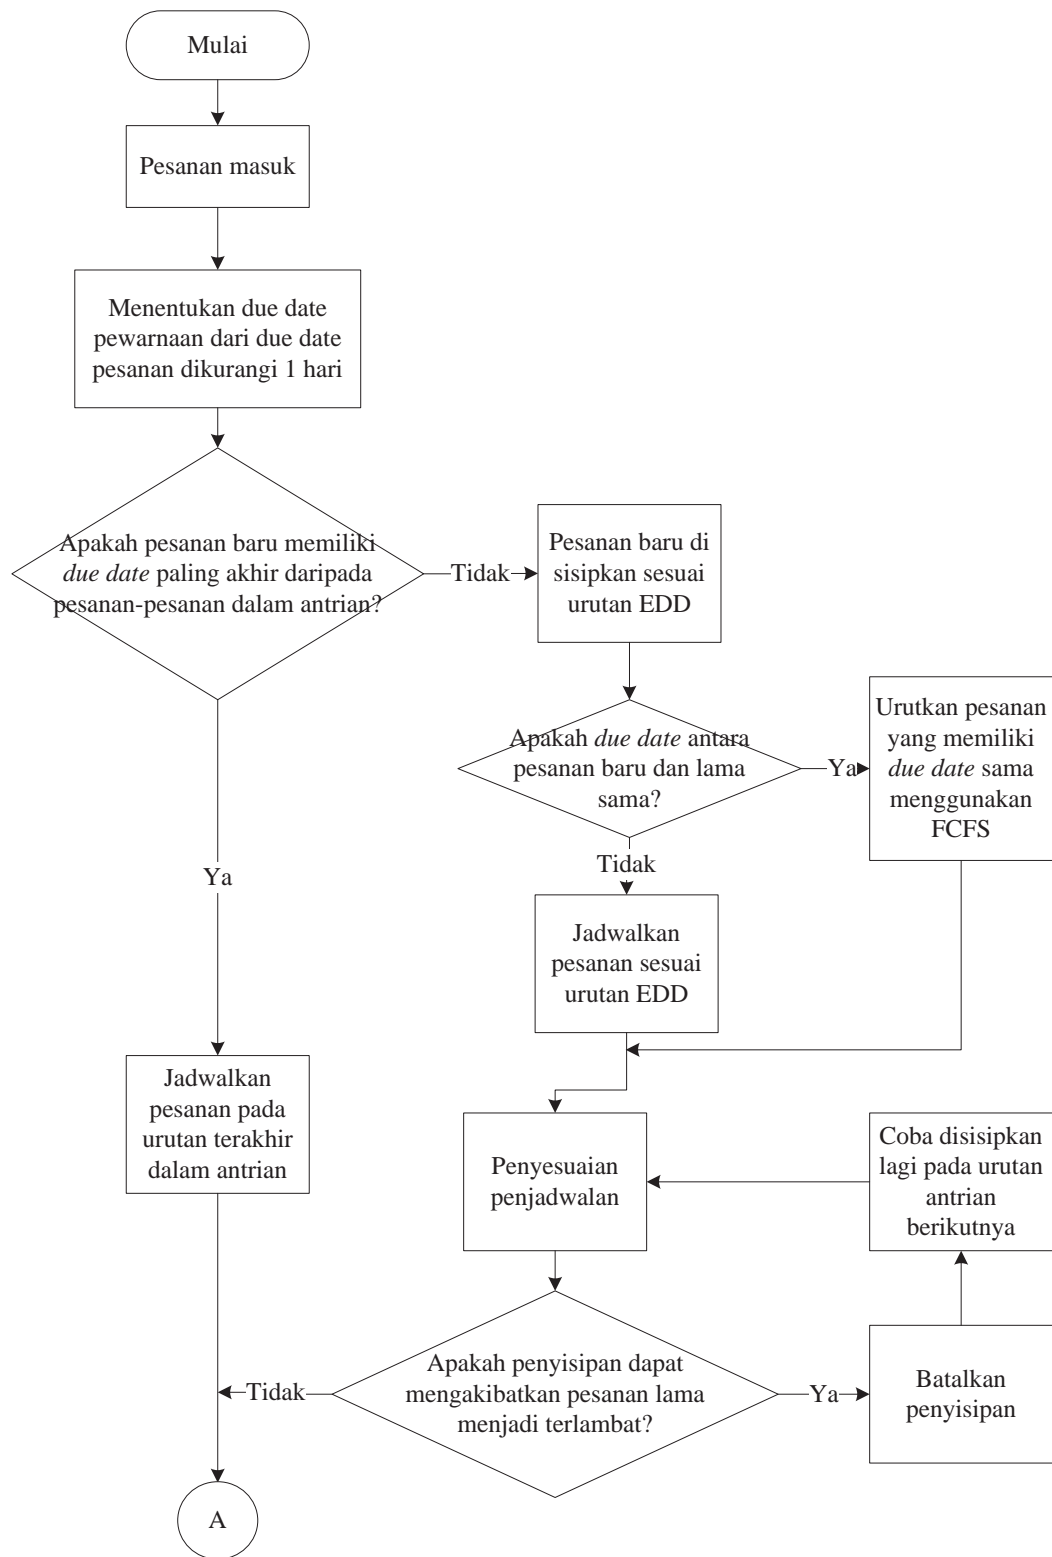 Mulai
Pesanan masuk
Menentukan due date
pewarnaan dari due date
pesanan dikurangi 1 hari
Apakah pesanan baru memiliki
due date paling akhir daripada
pesanan-pesanan dalam antrian?
Tidak
Pesanan baru di
sisipkan sesuai
urutan EDD
Apakah due date antara
pesanan baru dan lama
sama?
Ya
Urutkan pesanan
yang memiliki
due date sama
menggunakan
FCFS
Tidak
Jadwalkan
pesanan sesuai
urutan EDD
Ya
Jadwalkan
pesanan pada
urutan terakhir
dalam antrian
Penyesuaian
penjadwalan
Coba disisipkan
lagi pada urutan
antrian
berikutnya
Apakah penyisipan dapat
mengakibatkan pesanan lama
menjadi terlambat?
Tidak
Ya
Batalkan
penyisipan
A